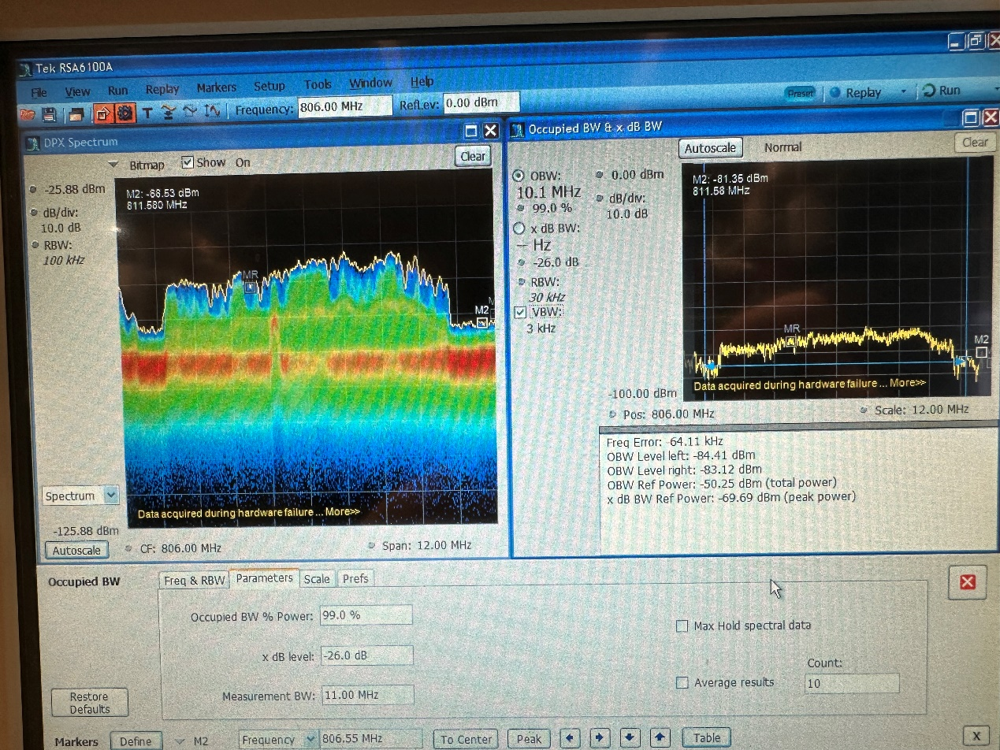 Tek RSA6100A
File View Run Replay Markers Setup Tools Window Help
Preset Replay Run
T Frequency: 806.00 MHz RefLev: 0.00 dBm
DPX Spectrum
Bitmap Show On Clear
-25.88 dBm
dB/div:
10.0 dB
RBW:
100 kHz
M2: -88.53 dBm
811.580 MHz
MR
M2
Data acquired during hardware failure ... More>>
Spectrum
-125.88 dBm
Autoscale
CF: 806.00 MHz Span: 12.00 MHz
Occupied BW & x dB BW
Autoscale Normal Clear
OBW:
10.1 MHz
99.0 %
x dB BW:
-- Hz
-26.0 dB
RBW:
30 kHz
VBW:
3 kHz
0.00 dBm
dB/div:
10.0 dB
M2: -81.35 dBm
811.58 MHz
MR
M2
Data acquired during hardware failure ... More>>
-100.00 dBm
Pos: 806.00 MHz Scale: 12.00 MHz
Freq Error: -64.11 kHz
OBW Level left: -84.41 dBm
OBW Level right: -83.12 dBm
OBW Ref Power: -50.25 dBm (total power)
x dB BW Ref Power: -69.69 dBm (peak power)
Occupied BW
Freq & RBW Parameters Scale Prefs
Occupied BW % Power: 99.0 %
x dB level: -26.0 dB
Measurement BW: 11.00 MHz
Max Hold spectral data
Count:
Average results 10
Restore
Defaults
Markers Define M2 Frequency 806.55 MHz To Center Peak Table X